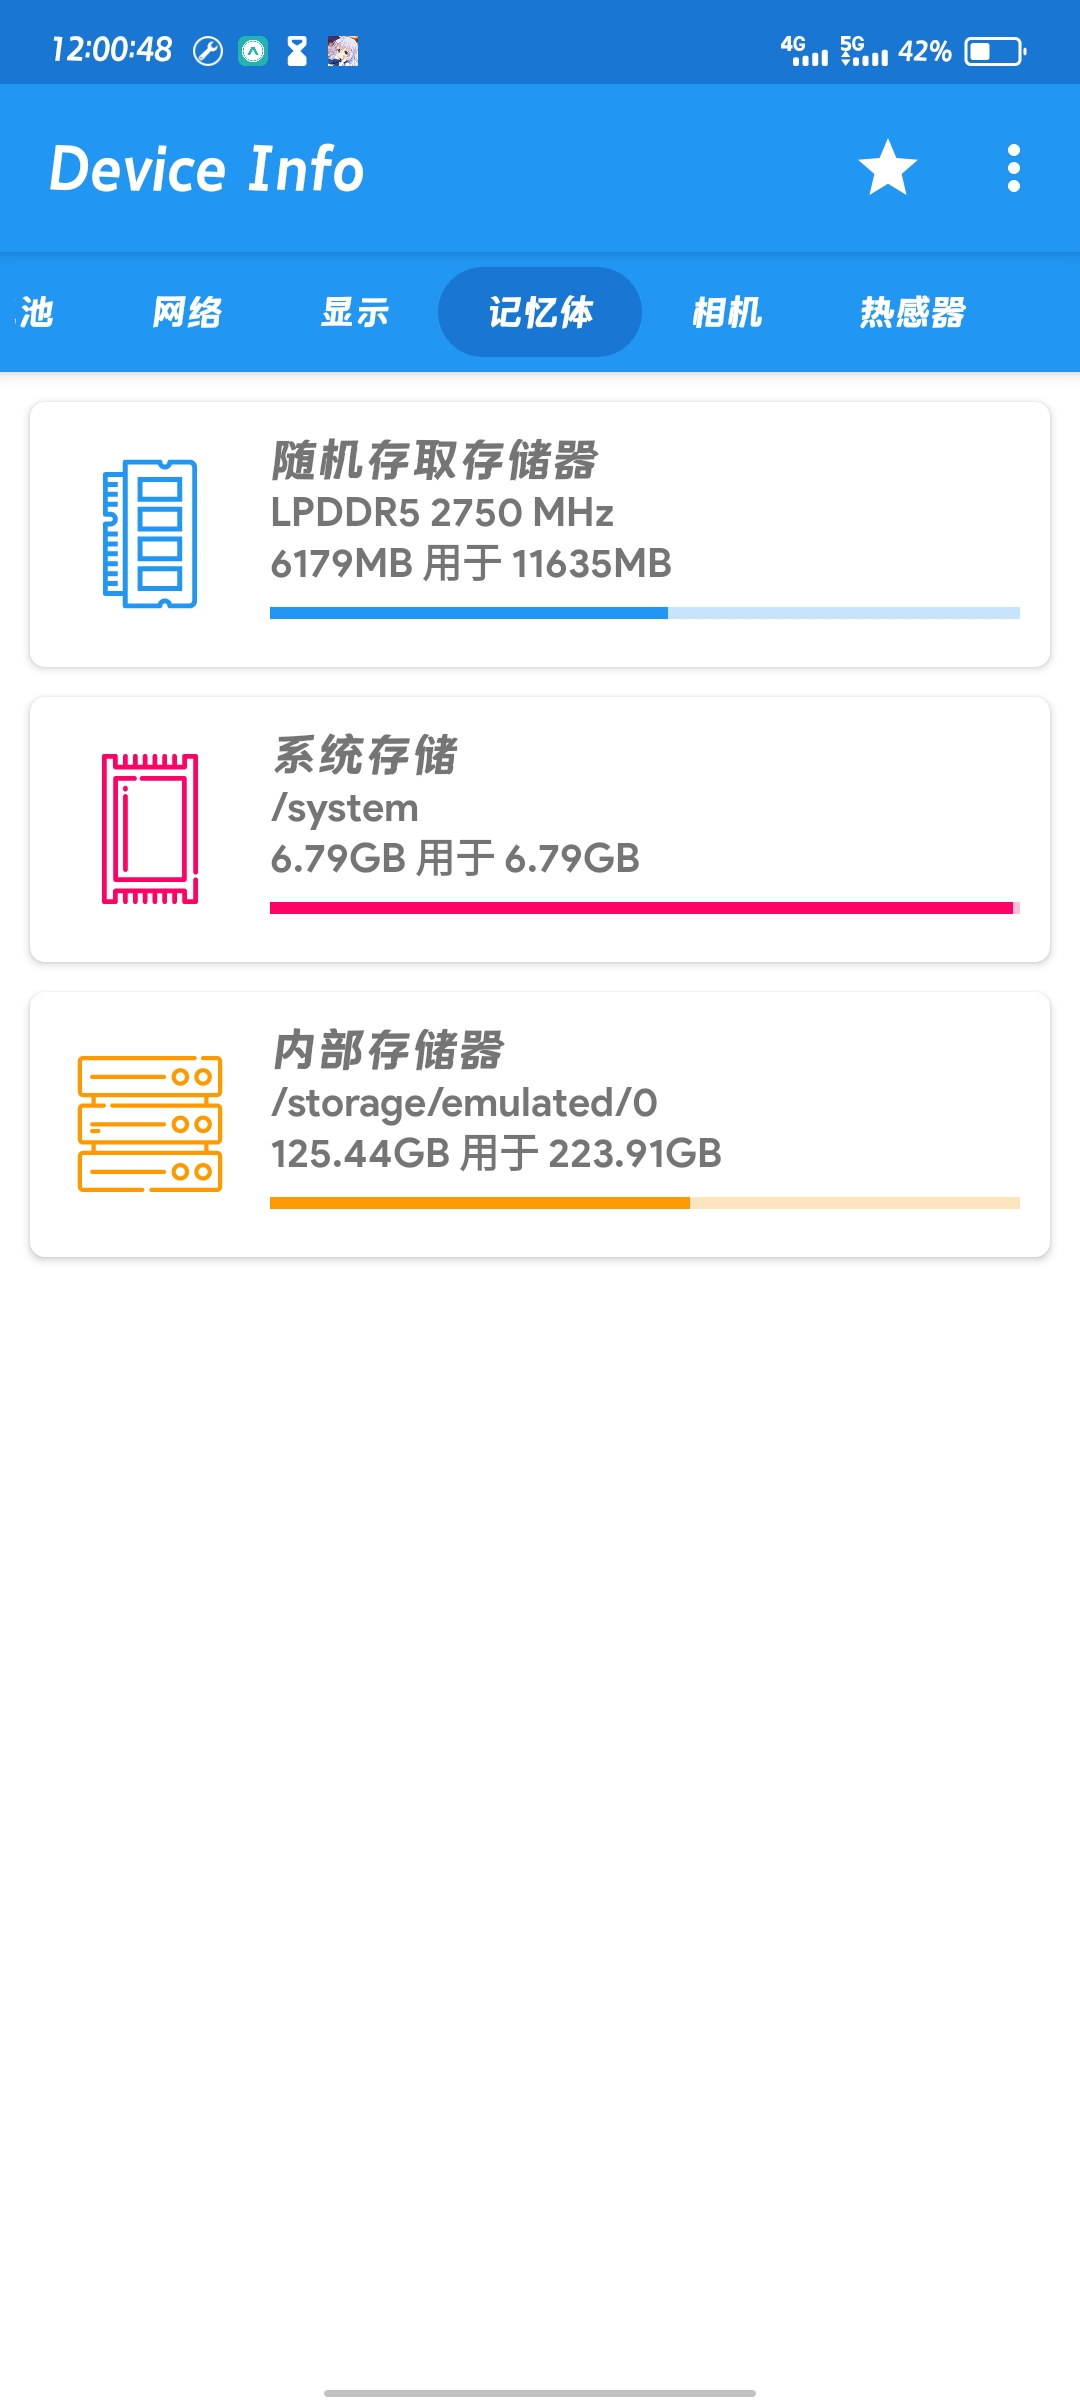 12:00:48
4G 5G 42%
Device Info
池 网络 显示 记忆体 相机 热感器
随机存取存储器
LPDDR5 2750 MHz
6179MB 用于 11635MB
系统存储
/system
6.79GB 用于 6.79GB
内部存储器
/storage/emulated/0
125.44GB 用于 223.91GB